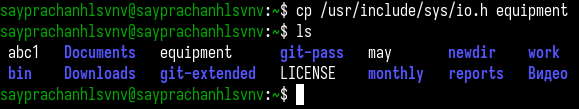 sayprachanhlsvnv@sayprachanhlsvnv:~$ cp /usr/include/sys/io.h equipment
sayprachanhlsvnv@sayprachanhlsvnv:~$ ls
abc1 Documents equipment git-pass may newdir work
bin Downloads git-extended LICENSE monthly reports Видео
sayprachanhlsvnv@sayprachanhlsvnv:~$